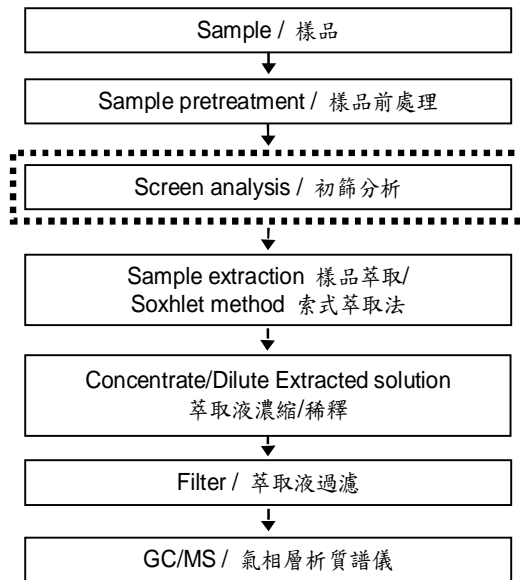 Sample / 樣品
Sample pretreatment / 樣品前處理
Screen analysis / 初篩分析
Sample extraction 樣品萃取/
Soxhlet method 索式萃取法
Concentrate/Dilute Extracted solution
萃取液濃縮/稀釋
Filter / 萃取液過濾
GC/MS / 氣相層析質譜儀